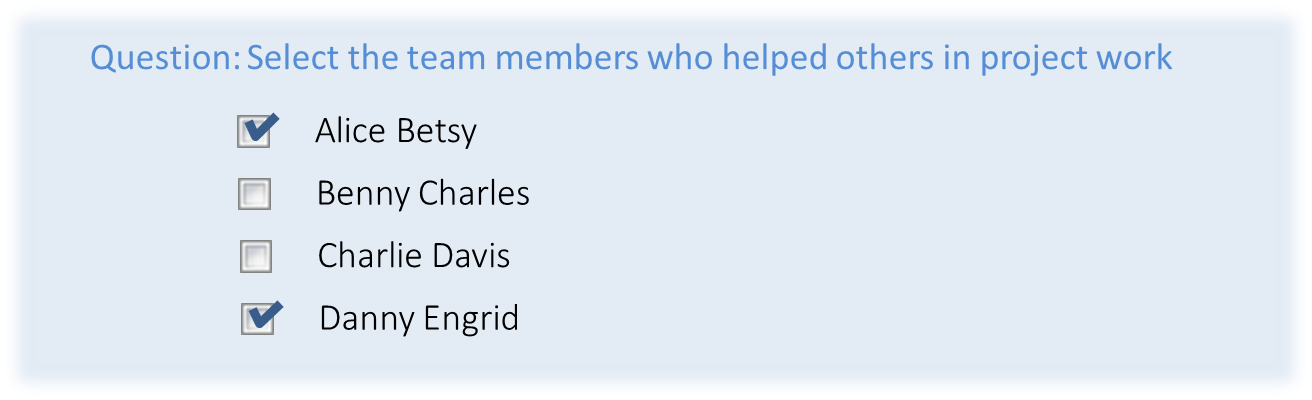 Question: Select the team members who helped others in project work
Alice Betsy
Benny Charles
Charlie Davis
Danny Engrid